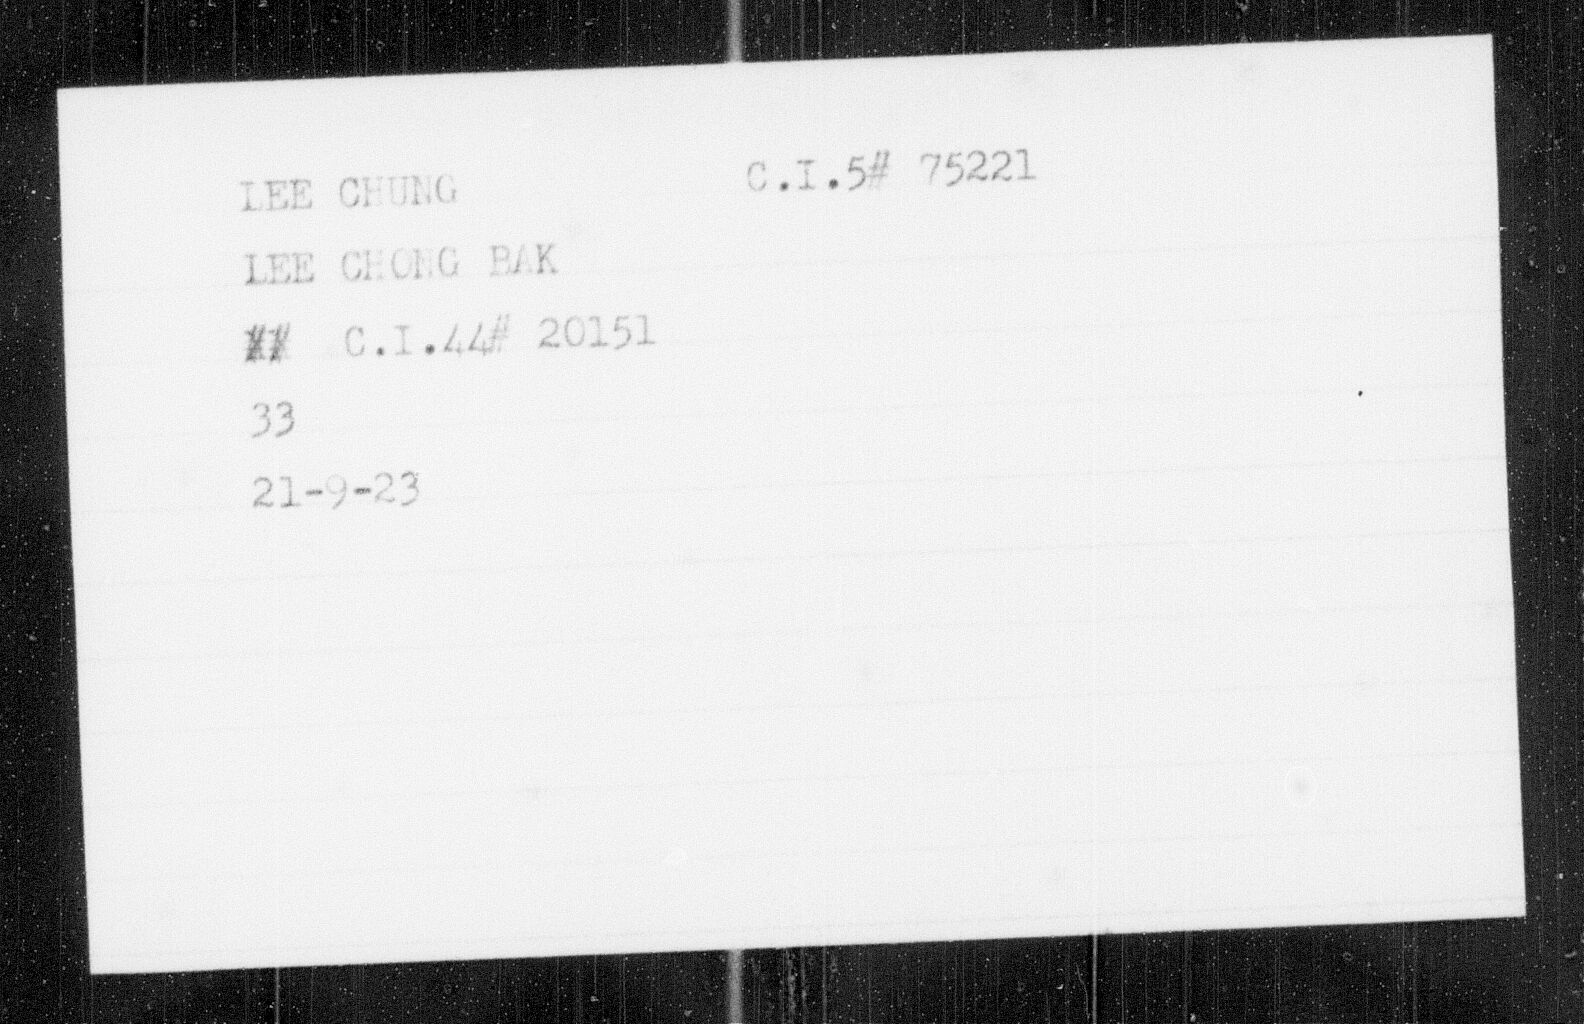 LEE CHUNG C.I.5# 75221
LEE CHONG BAK
C.I.44# 20151
33
21-9-23